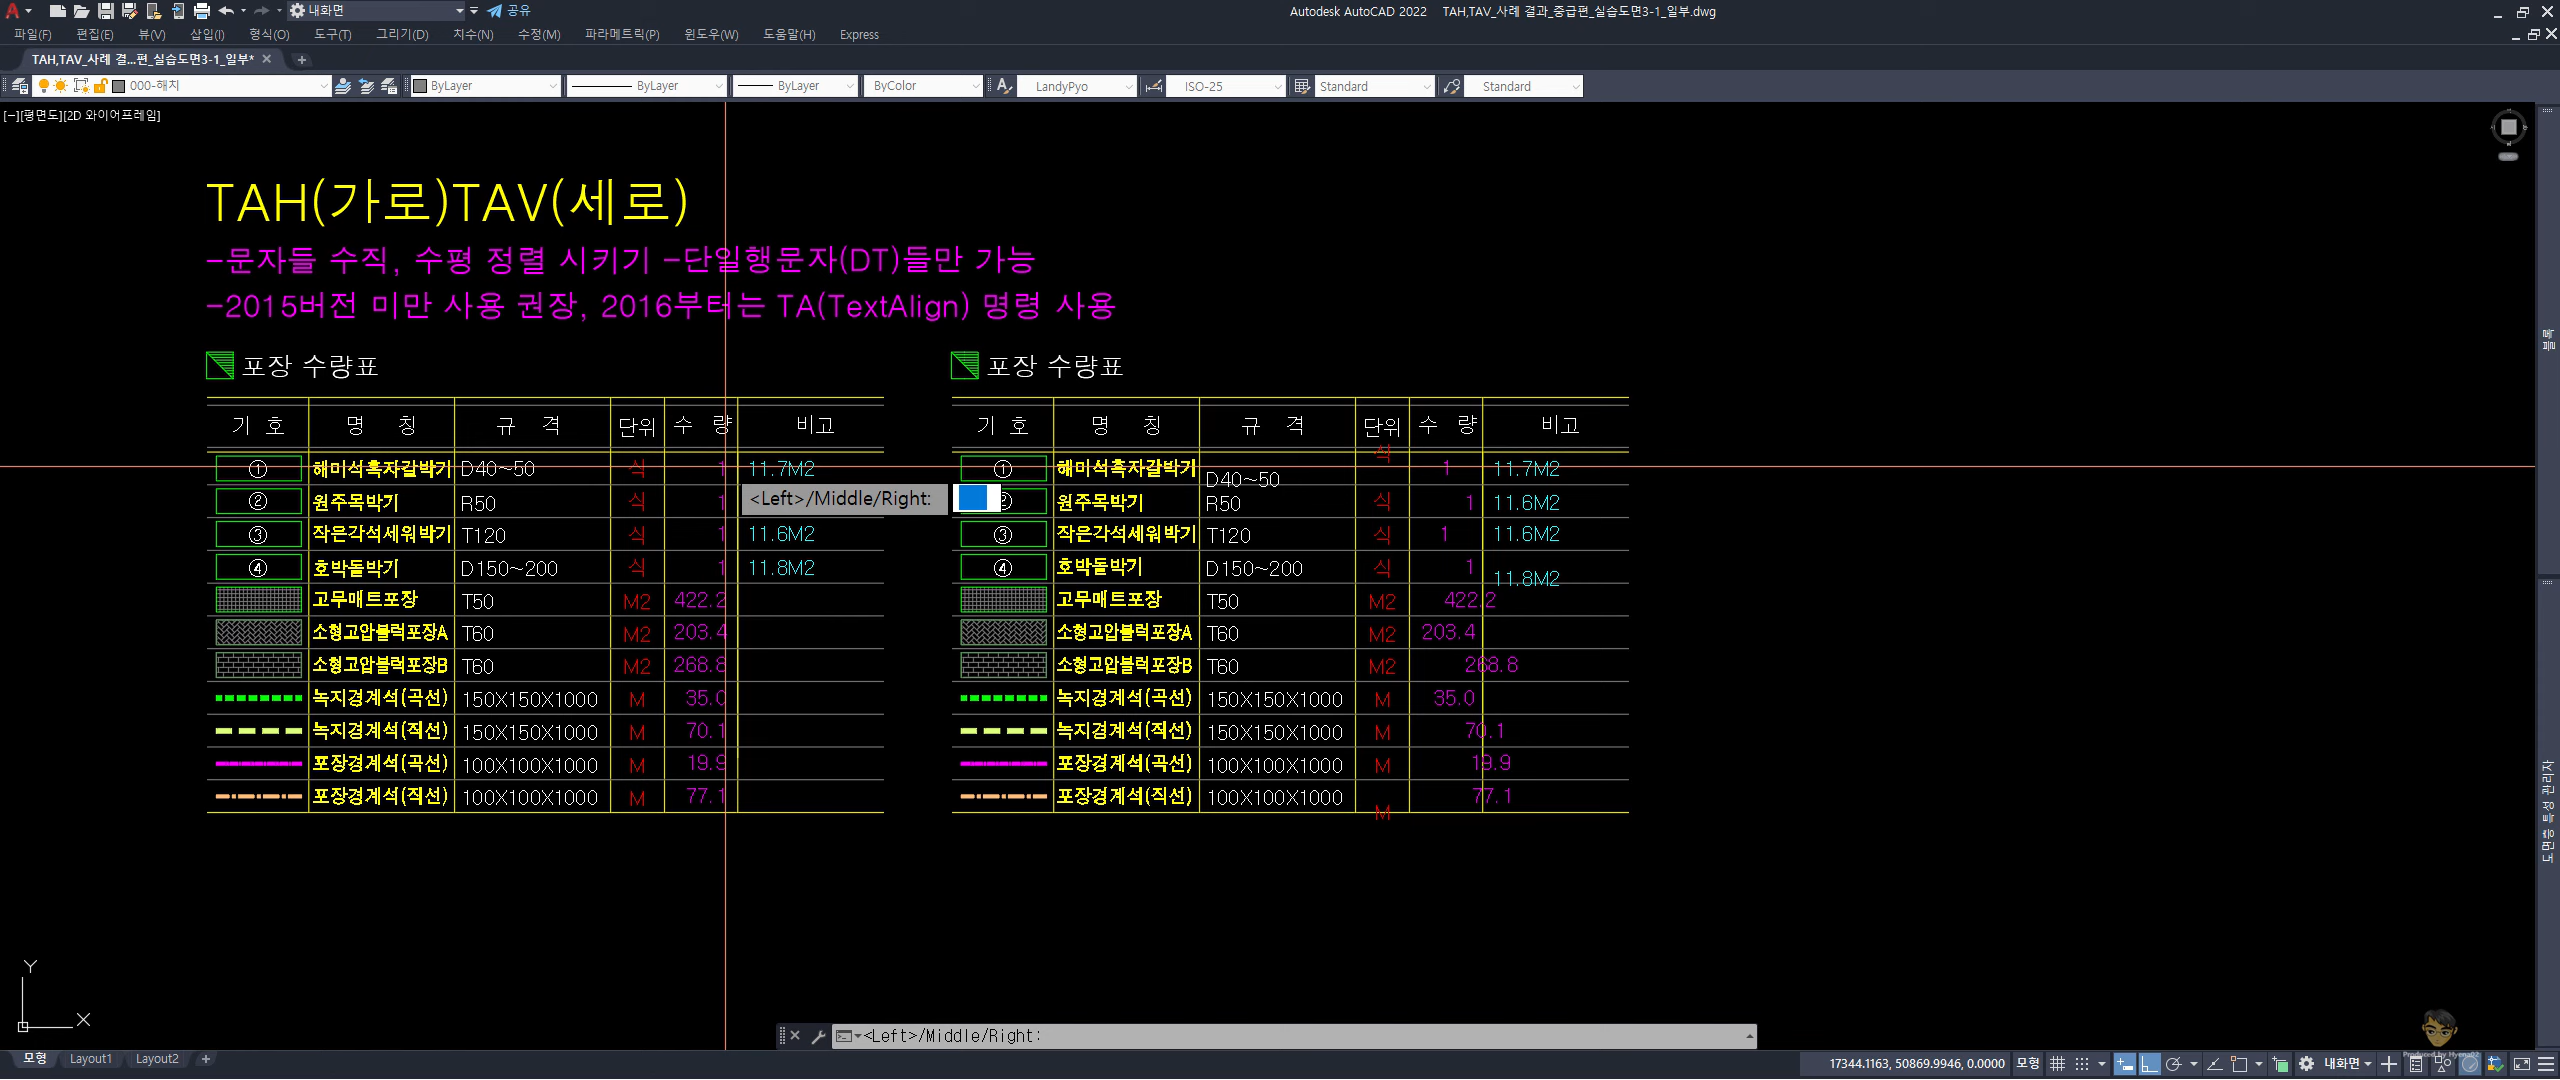 내화면
공유
Autodesk AutoCAD 2022 TAH,TAV_사례 결과_중급편_실습도면3-1_일부.dwg
파일(F) 편집(E) 뷰(V) 삽입(I) 형식(O) 도구(T) 그리기(D) 치수(N) 수정(M) 파라메트릭(P) 윈도우(W) 도움말(H) Express
TAH,TAV_사례 결...편_실습도면3-1_일부*
000-해치 ByLayer ByLayer ByLayer ByColor LandyPyo ISO-25 Standard Standard
[−][평면도][2D 와이어프레임]
TAH(가로)TAV(세로)
-문자들 수직, 수평 정렬 시키기 -단일행문자(DT)들만 가능
-2015버전 미만 사용 권장, 2016부터는 TA(TextAlign) 명령 사용
포장 수량표
기 호 명 칭 규 격 단위 수 량 비고
① 해미석혹자갈박기 D40~50 식 1 11.7M2
② 원주목박기 R50 식 1
③ 작은각석세워박기 T120 식 1 11.6M2
④ 호박돌박기 D150~200 식 1 11.8M2
고무매트포장 T50 M2 422.2
소형고압블럭포장A T60 M2 203.4
소형고압블럭포장B T60 M2 268.8
녹지경계석(곡선) 150X150X1000 M 35.0
녹지경계석(직선) 150X150X1000 M 70.1
포장경계석(곡선) 100X100X1000 M 19.9
포장경계석(직선) 100X100X1000 M 77.1
<Left>/Middle/Right:
포장 수량표
기 호 명 칭 규 격 단위 수 량 비고
① 해미석혹자갈박기 D40~50 식 1 11.7M2
② 원주목박기 R50 식 1 11.6M2
③ 작은각석세워박기 T120 식 1 11.6M2
④ 호박돌박기 D150~200 식 1 11.8M2
고무매트포장 T50 M2 422.2
소형고압블럭포장A T60 M2 203.4
소형고압블럭포장B T60 M2 268.8
녹지경계석(곡선) 150X150X1000 M 35.0
녹지경계석(직선) 150X150X1000 M 70.1
포장경계석(곡선) 100X100X1000 M 19.9
포장경계석(직선) 100X100X1000 M 77.1
블록
도면층 특성 관리자
Y
X
<Left>/Middle/Right:
Produced by
모형 Layout1 Layout2
17344.1163, 50869.9946, 0.0000 모형 내화면